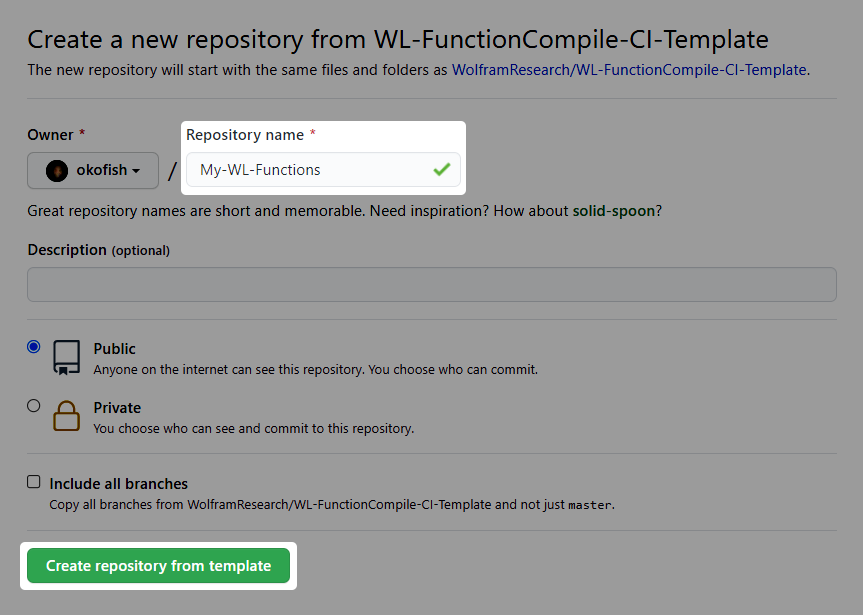 Create a new repository from WL-FunctionCompile-CI-Template
The new repository will start with the same files and folders as WolframResearch/WL-FunctionCompile-CI-Template.
Owner *
Repository name *
okofish
/
My-WL-Functions
Great repository names are short and memorable. Need inspiration? How about solid-spoon?
Description (optional)
Public
Anyone on the internet can see this repository. You choose who can commit.
Private
You choose who can see and commit to this repository.
Include all branches
Copy all branches from WolframResearch/WL-FunctionCompile-CI-Template and not just master.
Create repository from template